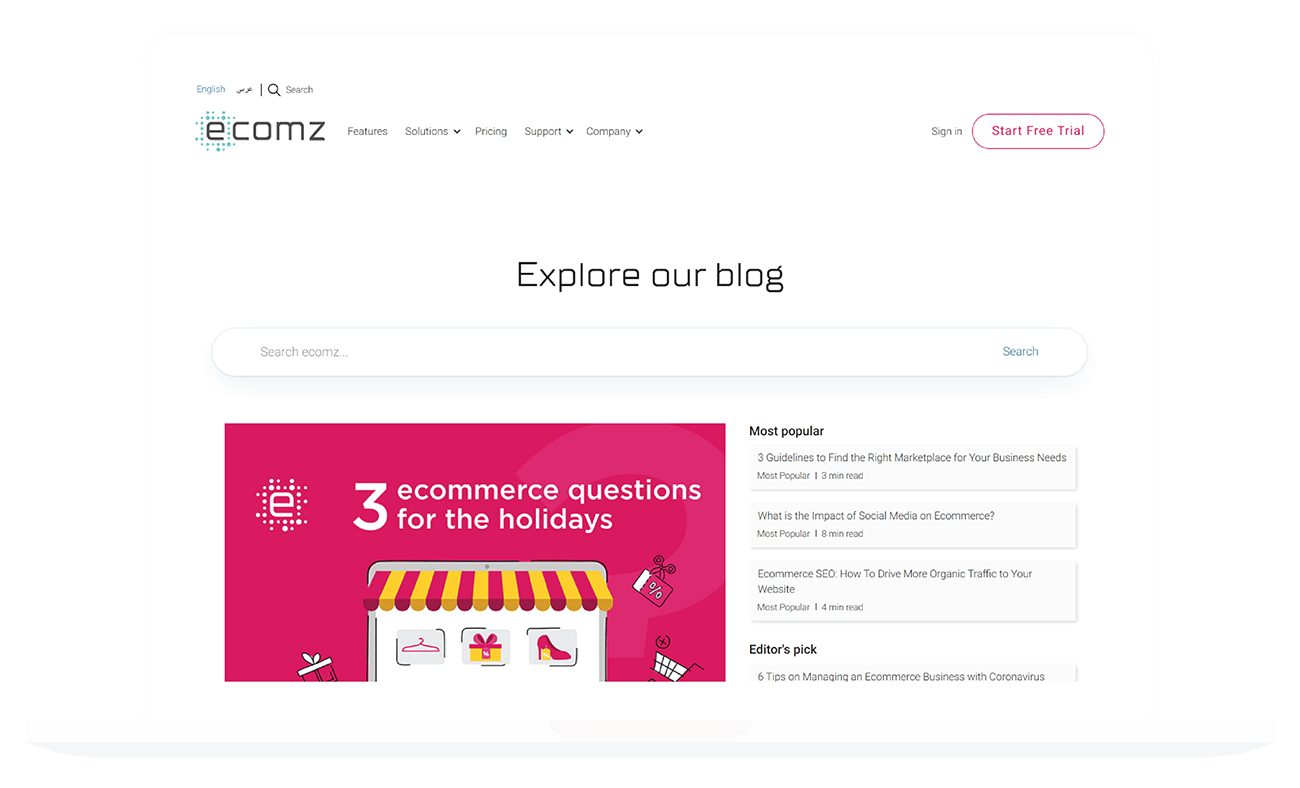 English عربي | Search
ecomz Features Solutions Pricing Support Company Sign in Start Free Trial
Explore our blog
Search ecomz... Search
e
3 ecommerce questions
for the holidays
%
Most popular
3 Guidelines to Find the Right Marketplace for Your Business Needs
Most Popular | 3 min read
What is the Impact of Social Media on Ecommerce?
Most Popular | 8 min read
Ecommerce SEO: How To Drive More Organic Traffic to Your
Website
Most Popular | 4 min read
Editor's pick
6 Tips on Managing an Ecommerce Business with Coronavirus